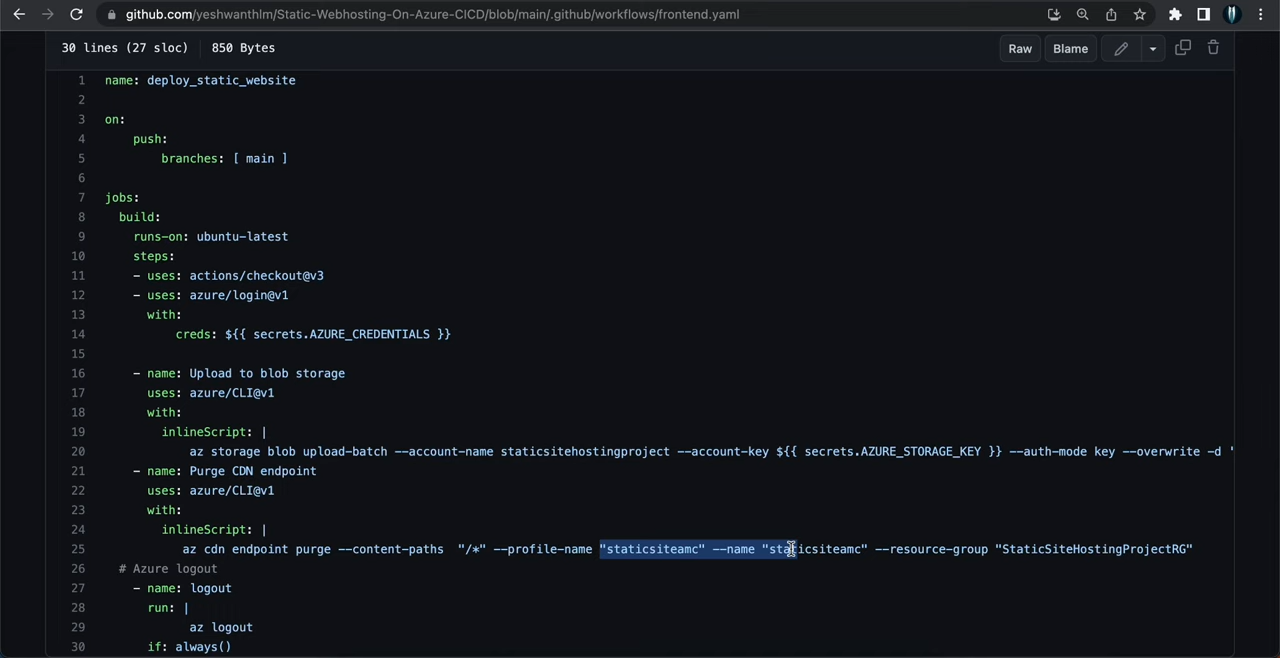 github.com/yeshwanthlm/Static-Webhosting-On-Azure-CICD/blob/main/.github/workflows/frontend.yaml
30 lines (27 sloc) 850 Bytes Raw Blame
1 name: deploy_static_website
2
3 on:
4 push:
5 branches: [ main ]
6
7 jobs:
8 build:
9 runs-on: ubuntu-latest
10 steps:
11 - uses: actions/checkout@v3
12 - uses: azure/login@v1
13 with:
14 creds: ${{ secrets.AZURE_CREDENTIALS }}
15
16 - name: Upload to blob storage
17 uses: azure/CLI@v1
18 with:
19 inlineScript: |
20 az storage blob upload-batch --account-name staticsitehostingproject --account-key ${{ secrets.AZURE_STORAGE_KEY }} --auth-mode key --overwrite -d '
21 - name: Purge CDN endpoint
22 uses: azure/CLI@v1
23 with:
24 inlineScript: |
25 az cdn endpoint purge --content-paths "/*" --profile-name "staticsiteamc" --name "staticsiteamc" --resource-group "StaticSiteHostingProjectRG"
26 # Azure logout
27 - name: logout
28 run: |
29 az logout
30 if: always()